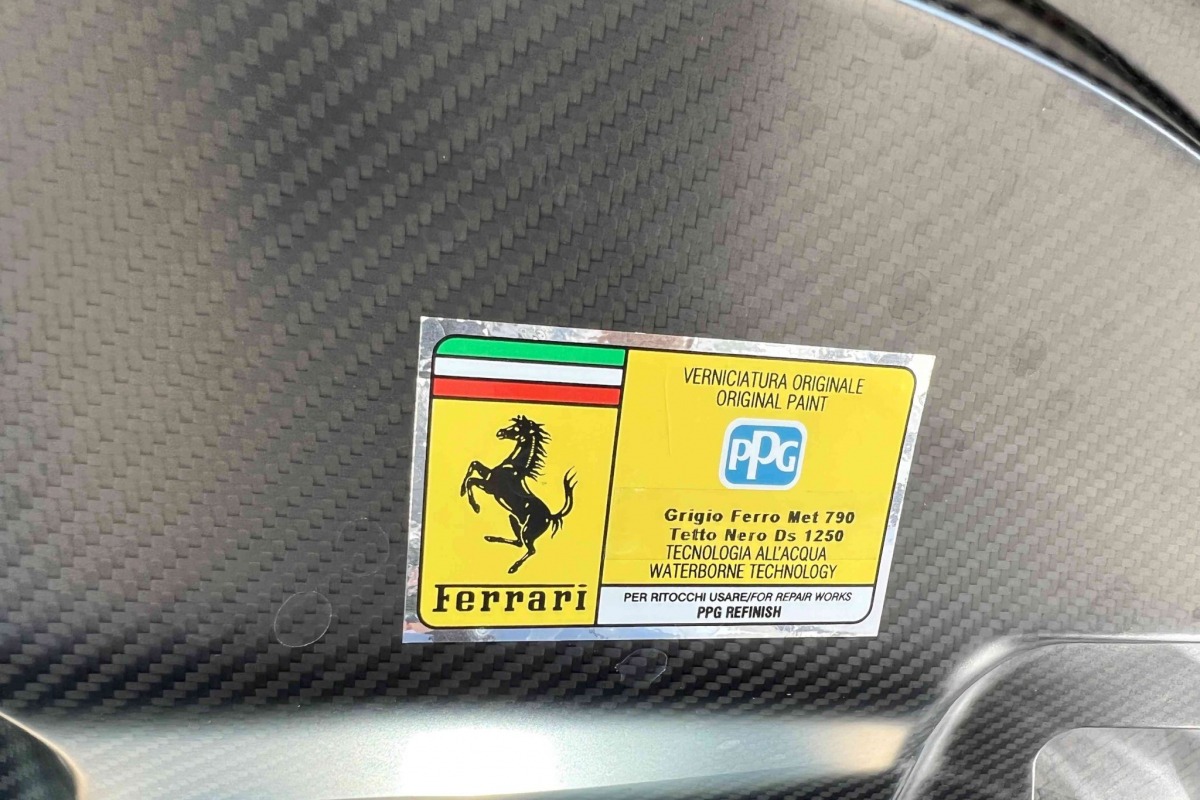 Ferrari
VERNICIATURA ORIGINALE
ORIGINAL PAINT
PPG
Grigio Ferro Met 790
Tetto Nero Ds 1250
TECNOLOGIA ALL'ACQUA
WATERBORNE TECHNOLOGY
PER RITOCCHI USARE/FOR REPAIR WORKS
PPG REFINISH